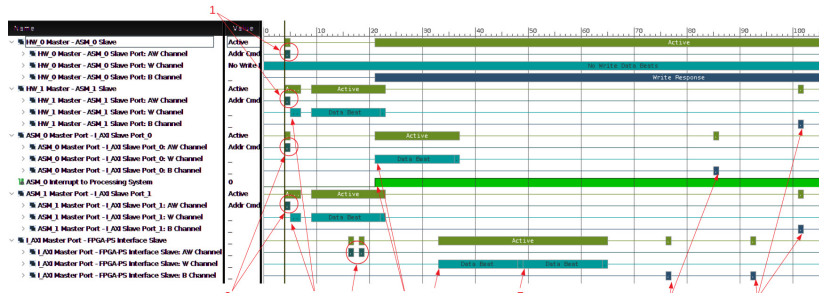 1
Name Value
0 10 20 30 40 50 60 70 80 90 100
HW_0 Master - ASM_0 Slave Active Active
HW_0 Master - ASM_0 Slave Port: AW Channel Addr Cmd
HW_0 Master - ASM_0 Slave Port: W Channel No Write No Write Data Beats
HW_0 Master - ASM_0 Slave Port: B Channel _ Write Response
HW_1 Master - ASM_1 Slave Active Active
HW_1 Master - ASM_1 Slave Port: AW Channel Addr Cmd
HW_1 Master - ASM_1 Slave Port: W Channel _ Data Beat
HW_1 Master - ASM_1 Slave Port: B Channel _
ASM_0 Master Port - I_AXI Slave Port_0 Active Active
ASM_0 Master Port - I_AXI Slave Port_0: AW Channel Addr Cmd
ASM_0 Master Port - I_AXI Slave Port_0: W Channel _ Data Beat
ASM_0 Master Port - I_AXI Slave Port_0: B Channel _
ASM_0 Interrupt to Processing System 0
ASM_1 Master Port - I_AXI Slave Port_1 Active A... Active
ASM_1 Master Port - I_AXI Slave Port_1: AW Channel Addr Cmd
ASM_1 Master Port - I_AXI Slave Port_1: W Channel _ Data Beat
ASM_1 Master Port - I_AXI Slave Port_1: B Channel _
I_AXI Master Port - FPGA-PS Interface Slave _ Active
I_AXI Master Port - FPGA-PS Interface Slave: AW Channel _
I_AXI Master Port - FPGA-PS Interface Slave: W Channel _ Data Beat Data Beat
I_AXI Master Port - FPGA-PS Interface Slave: B Channel _